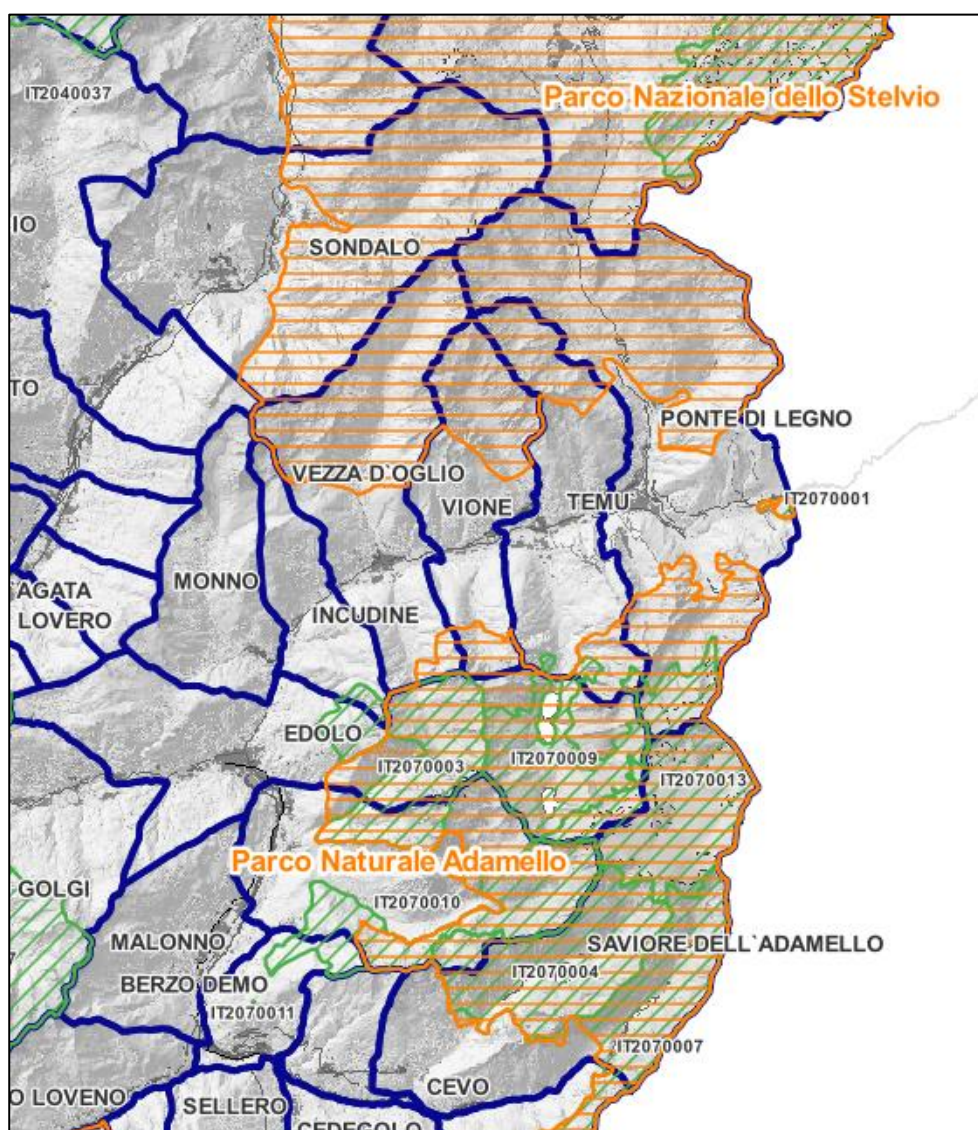 IT2040037
Parco Nazionale dello Stelvio
IO
SONDALO
TO
PONTE DI LEGNO
VEZZA D`OGLIO
VIONE
TEMU`
IT2070001
AGATA
MONNO
LOVERO
INCUDINE
EDOLO
IT2070003
IT2070009
IT2070013
Parco Naturale Adamello
GOLGI
IT2070010
MALONNO
SAVIORE DELL`ADAMELLO
BERZO DEMO
IT2070004
IT2070011
IT2070007
CEVO
O LOVENO
SELLERO
CEDEGOLO